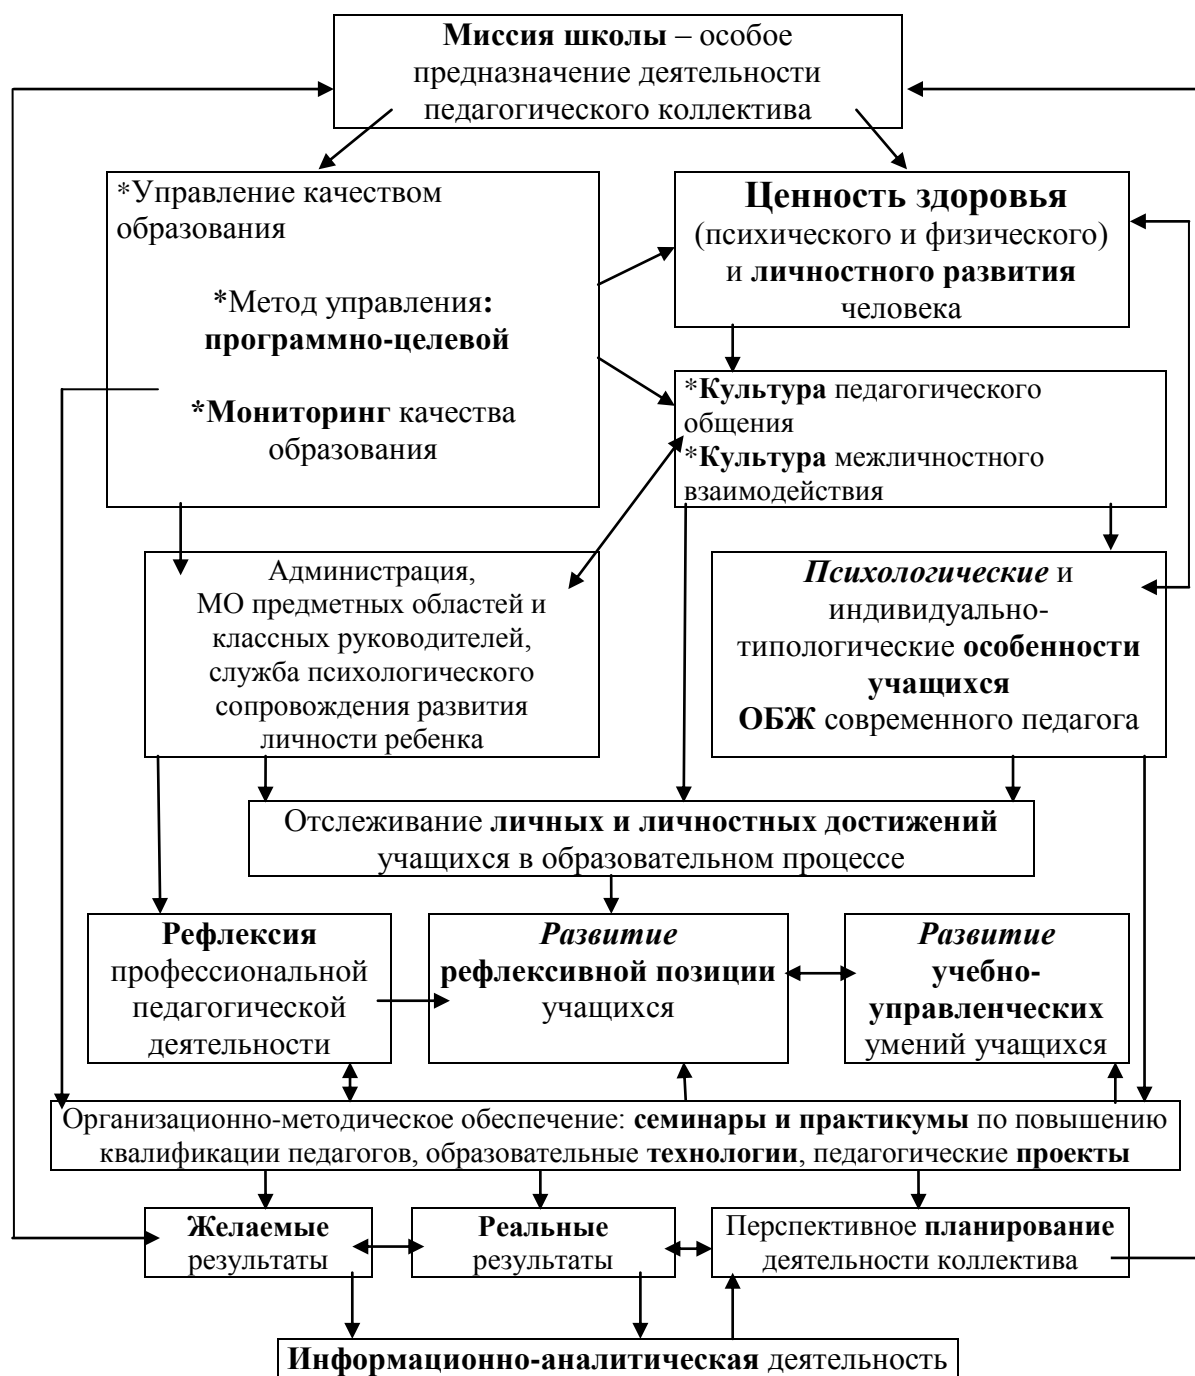 Миссия школы – особое
предназначение деятельности
педагогического коллектива
*Управление качеством
образования
*Метод управления:
программно-целевой
*Мониторинг качества
образования
Ценность здоровья
(психического и физического)
и личностного развития
человека
*Культура педагогического
общения
*Культура межличностного
взаимодействия
Администрация,
МО предметных областей и
классных руководителей,
служба психологического
сопровождения развития
личности ребенка
Психологические и
индивидуально-
типологические особенности
учащихся
ОБЖ современного педагога
Отслеживание личных и личностных достижений
учащихся в образовательном процессе
Рефлексия
профессиональной
педагогической
деятельности
Развитие
рефлексивной позиции
учащихся
Развитие
учебно-
управленческих
умений учащихся
Организационно-методическое обеспечение: семинары и практикумы по повышению
квалификации педагогов, образовательные технологии, педагогические проекты
Желаемые
результаты
Реальные
результаты
Перспективное планирование
деятельности коллектива
Информационно-аналитическая деятельность